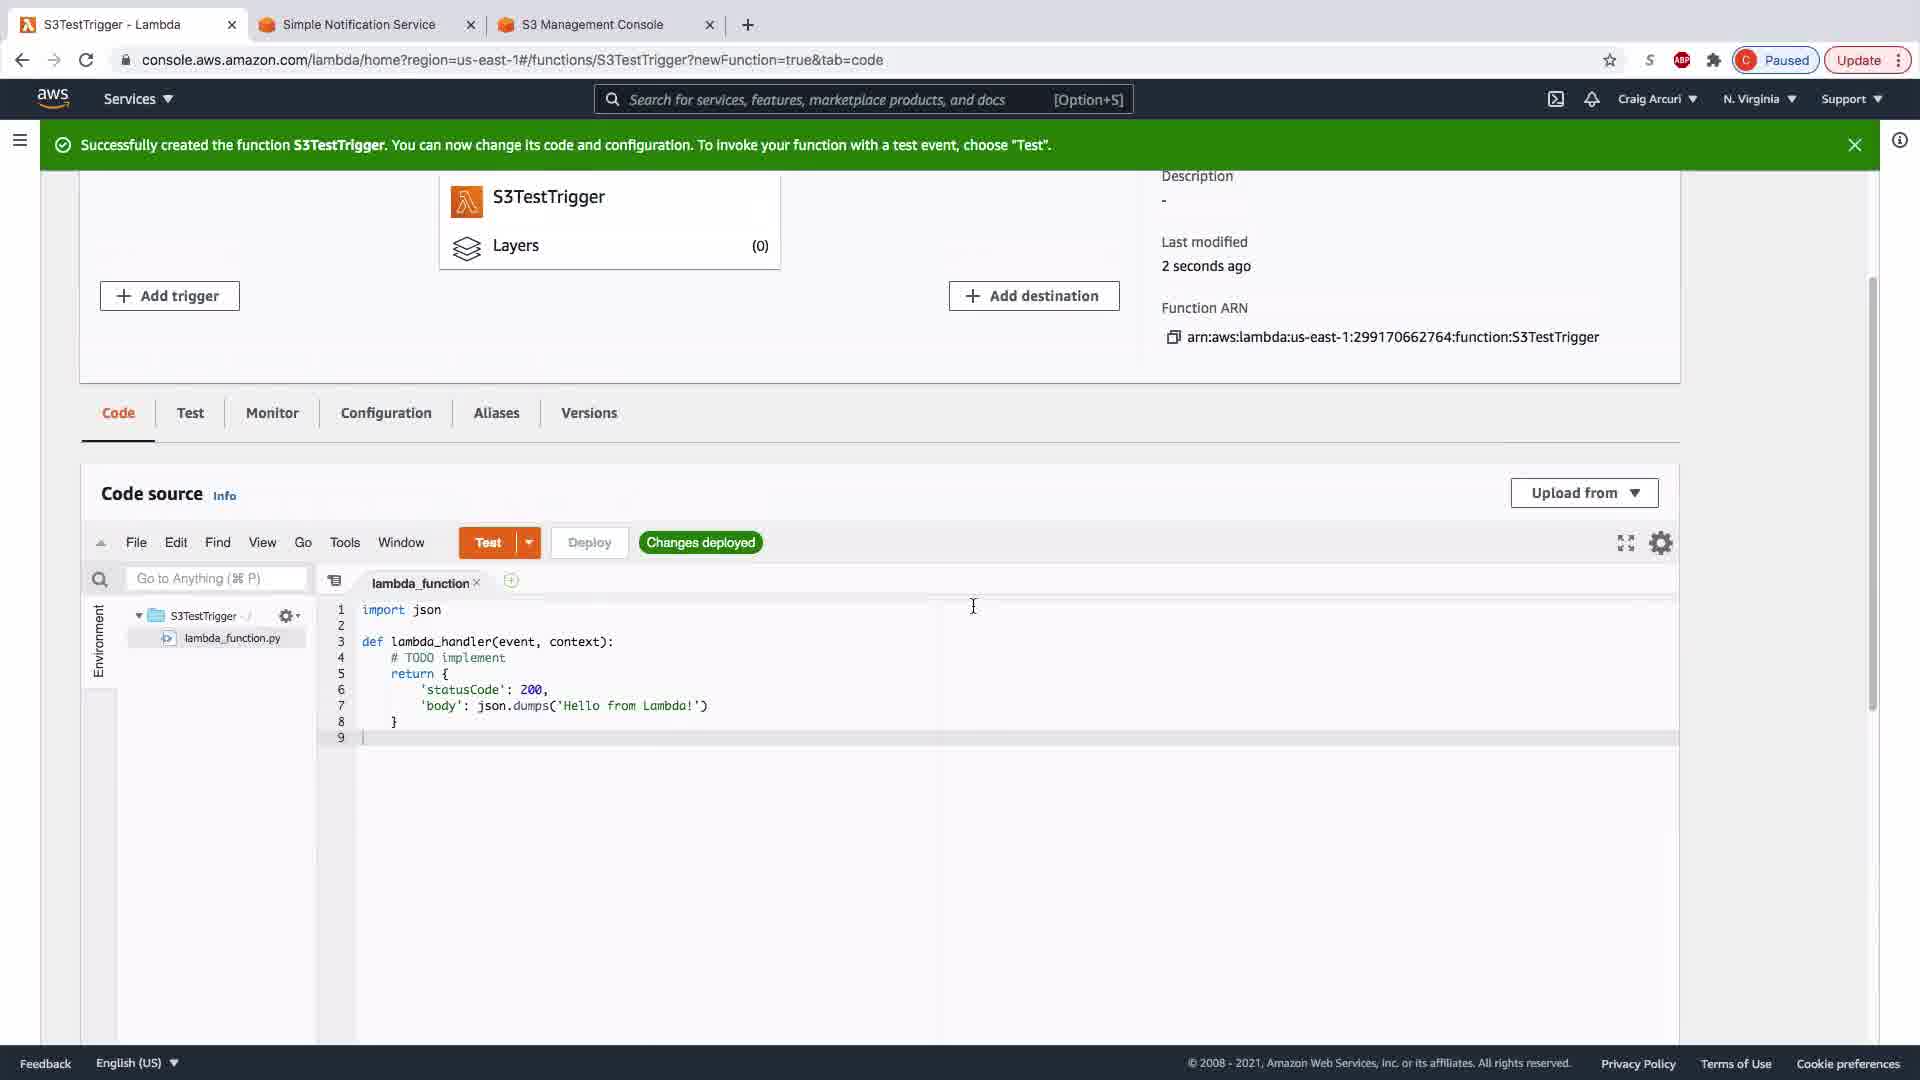 S3TestTrigger - Lambda
Simple Notification Service
S3 Management Console
console.aws.amazon.com/lambda/home?region=us-east-1#/functions/S3TestTrigger?newFunction=true&tab=code
S
ABP
C Paused
Update
aws
Services
Search for services, features, marketplace products, and docs
[Option+S]
Craig Arcuri
N. Virginia
Support
Successfully created the function S3TestTrigger. You can now change its code and configuration. To invoke your function with a test event, choose "Test".
S3TestTrigger
Layers
(0)
Add trigger
Add destination
Description
-
Last modified
2 seconds ago
Function ARN
arn:aws:lambda:us-east-1:299170662764:function:S3TestTrigger
Code
Test
Monitor
Configuration
Aliases
Versions
Code source
Info
Upload from
File
Edit
Find
View
Go
Tools
Window
Test
Deploy
Changes deployed
Go to Anything (⌘ P)
lambda_function
Environment
S3TestTrigger - /
lambda_function.py
1 import json
2
3 def lambda_handler(event, context):
4 # TODO implement
5 return {
6 'statusCode': 200,
7 'body': json.dumps('Hello from Lambda!')
8 }
9
Feedback
English (US)
© 2008 - 2021, Amazon Web Services, Inc. or its affiliates. All rights reserved.
Privacy Policy
Terms of Use
Cookie preferences